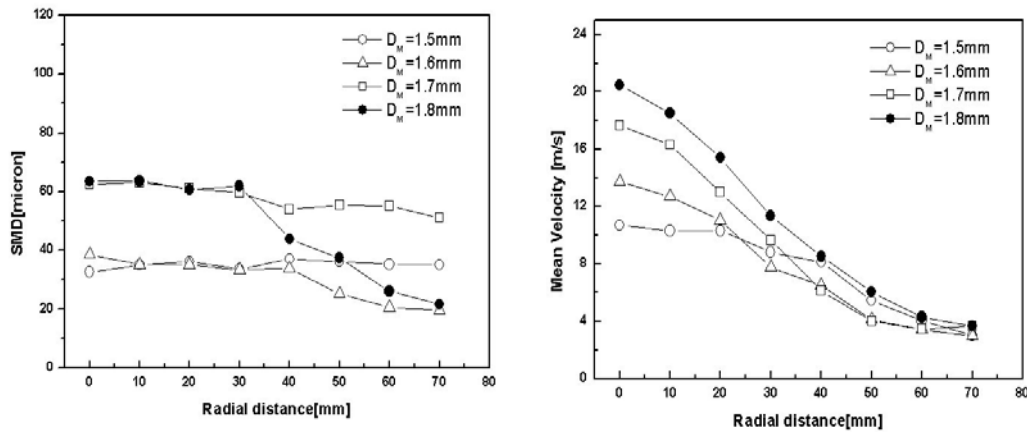 120
100
80
60
40
20
0
SMD[micron]
0 10 20 30 40 50 60 70 80
Radial distance[mm]
D_M=1.5mm
D_M=1.6mm
D_M=1.7mm
D_M=1.8mm
24
20
16
12
8
4
0
Mean Velocity [m/s]
0 10 20 30 40 50 60 70 80
Radial distance[mm]
D_M=1.5mm
D_M=1.6mm
D_M=1.7mm
D_M=1.8mm